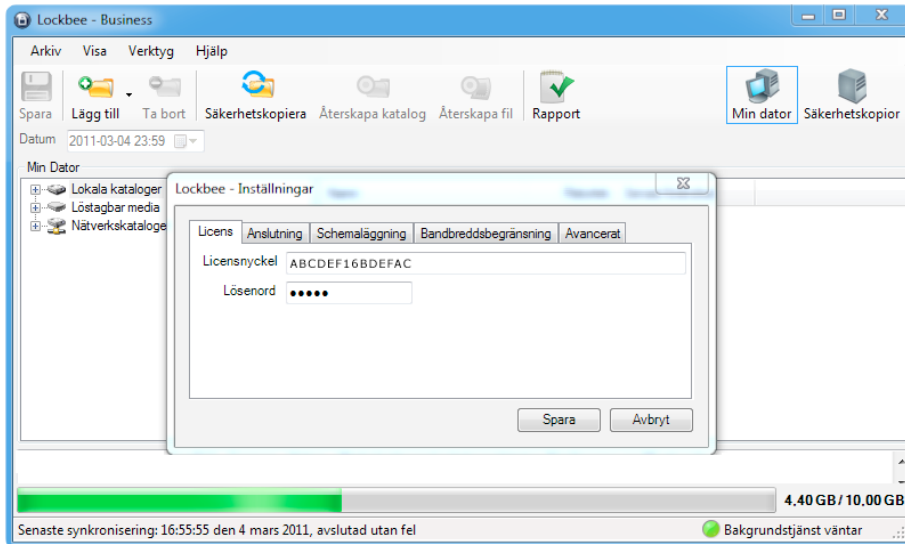 Lockbee - Business
Arkiv Visa Verktyg Hjälp
Spara Lägg till Ta bort Säkerhetskopiera Återskapa katalog Återskapa fil Rapport Min dator Säkerhetskopior
Datum 2011-03-04 23:59
Min Dator
Lokala kataloger
Löstagbar media
Nätverkskataloge
Lockbee - Inställningar
Licens Anslutning Schemaläggning Bandbreddsbegränsning Avancerat
Licensnyckel ABCDEF16BDEFAC
Lösenord •••••
Spara Avbryt
4,40 GB / 10,00 GB
Senaste synkronisering: 16:55:55 den 4 mars 2011, avslutad utan fel Bakgrundstjänst väntar